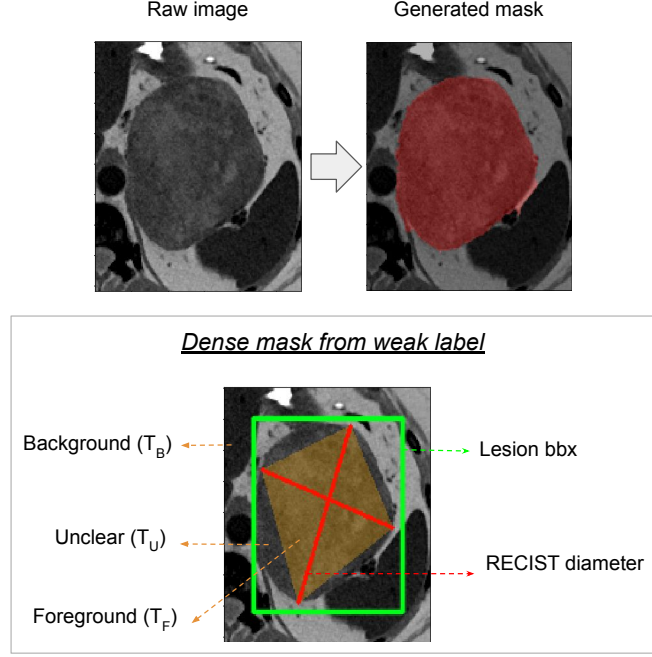 Raw image
Generated mask
Dense mask from weak label
Background (T_B)
Lesion bbx
Unclear (T_U)
RECIST diameter
Foreground (T_F)